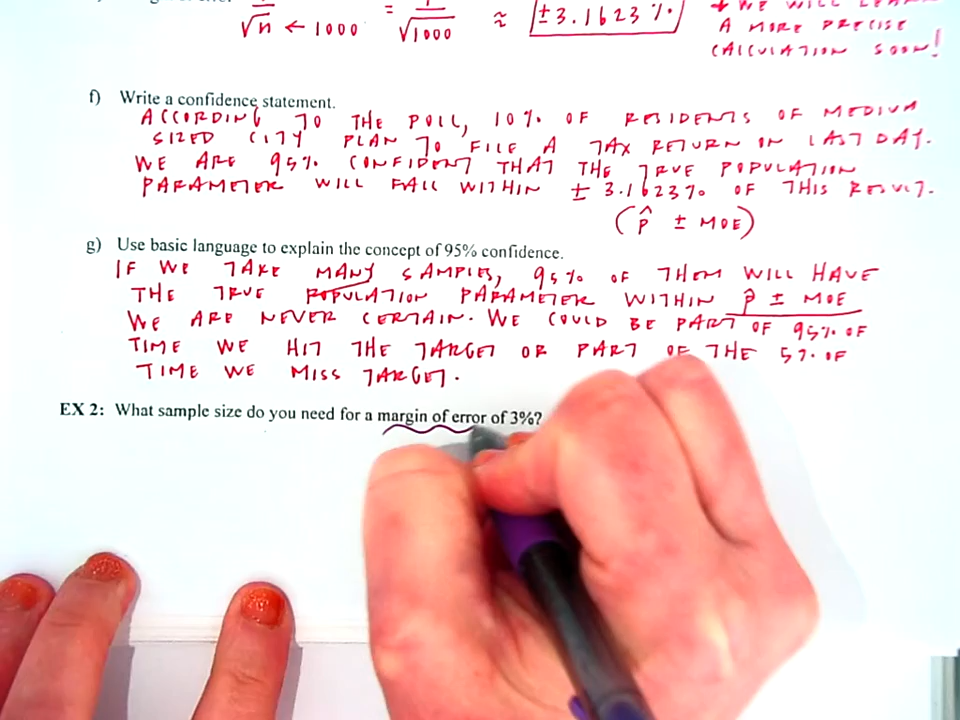 √n ← 1000 = 1/√1000 ≈ ±3.1623% WE WILL
A MORE PRECISE
CALCULATION SOON!
f) Write a confidence statement.
ACCORDING TO THE POLL, 10% OF RESIDENTS OF MEDIUM
SIZED CITY PLAN TO FILE A TAX RETURN ON LAST DAY.
WE ARE 95% CONFIDENT THAT THE TRUE POPULATION
PARAMETER WILL FALL WITHIN ± 3.1623% OF THIS RESULT.
(p̂ ± MOE)
g) Use basic language to explain the concept of 95% confidence.
IF WE TAKE MANY SAMPLES, 95% OF THEM WILL HAVE
THE TRUE POPULATION PARAMETER WITHIN p̂ ± MOE
WE ARE NEVER CERTAIN. WE COULD BE PART OF 95% OF
TIME WE HIT THE TARGET OR PART OF THE 5% OF
TIME WE MISS TARGET.
EX 2: What sample size do you need for a margin of error of 3%?